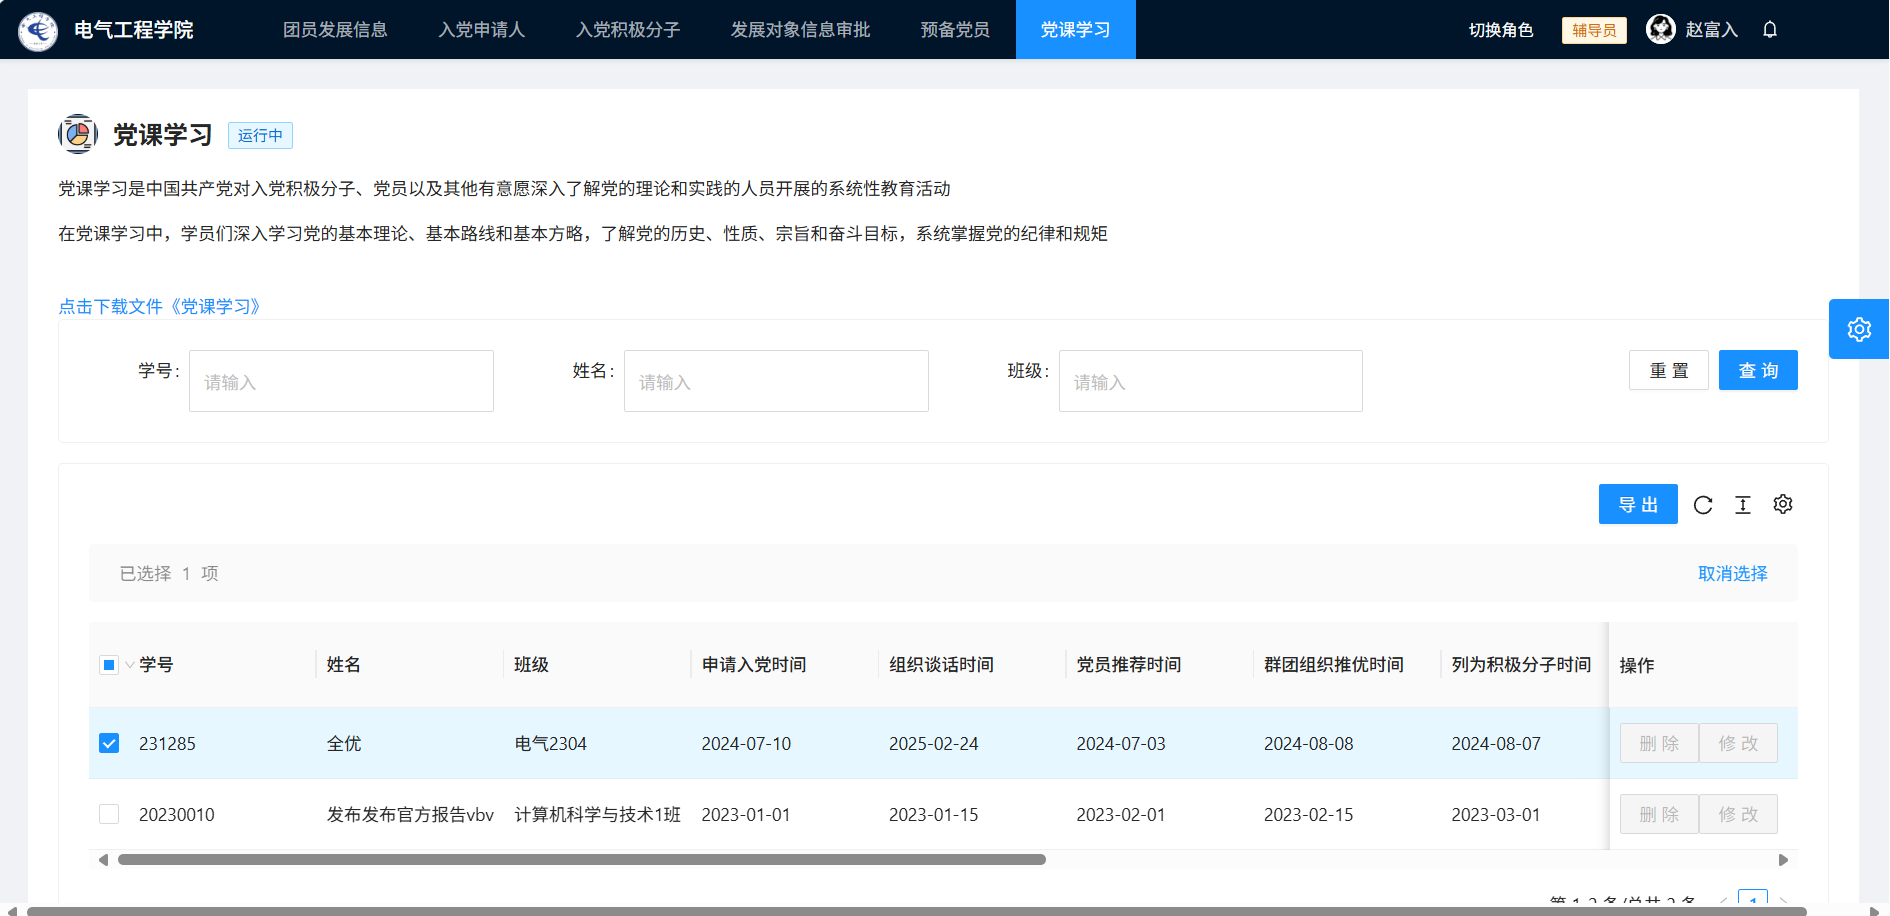 电气工程学院 团员发展信息 入党申请人 入党积极分子 发展对象信息审批 预备党员 党课学习 切换角色 辅导员 赵富入
党课学习 运行中
党课学习是中国共产党对入党积极分子、党员以及其他有意愿深入了解党的理论和实践的人员开展的系统性教育活动
在党课学习中，学员们深入学习党的基本理论、基本路线和基本方略，了解党的历史、性质、宗旨和奋斗目标，系统掌握党的纪律和规矩
点击下载文件《党课学习》
学号: 请输入 姓名: 请输入 班级: 请输入 重 置 查 询
导 出
已选择 1 项 取消选择
学号 姓名 班级 申请入党时间 组织谈话时间 党员推荐时间 群团组织推优时间 列为积极分子时间 操作
231285 全优 电气2304 2024-07-10 2025-02-24 2024-07-03 2024-08-08 2024-08-07 删 除 修 改
20230010 发布发布官方报告vbv 计算机科学与技术1班 2023-01-01 2023-01-15 2023-02-01 2023-02-15 2023-03-01 删 除 修 改
第 1-2 条/总共 2 条 1